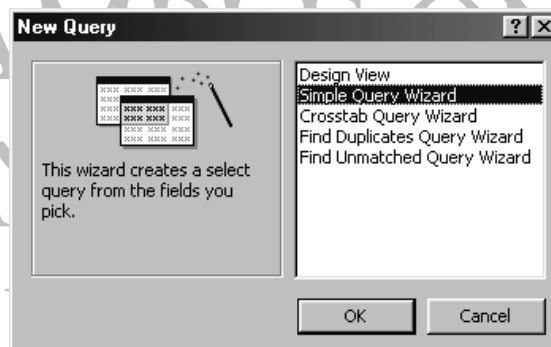 New Query
This wizard creates a select
query from the fields you
pick.
Design View
Simple Query Wizard
Crosstab Query Wizard
Find Duplicates Query Wizard
Find Unmatched Query Wizard
OK
Cancel